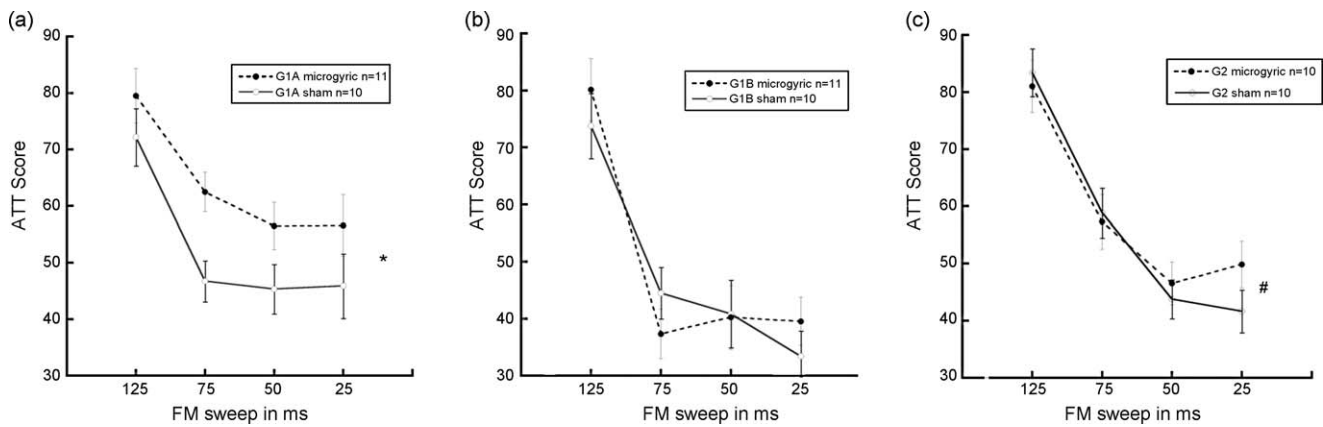 (a)
90
80
70
60
50
40
30
ATT Score
G1A microgyric n=11
G1A sham n=10
*
125 75 50 25
FM sweep in ms
(b)
90
80
70
60
50
40
30
ATT Score
G1B microgyric n=11
G1B sham n=10
125 75 50 25
FM sweep in ms
(c)
90
80
70
60
50
40
30
ATT Score
G2 microgyric n=10
G2 sham n=10
#
125 75 50 25
FM sweep in ms